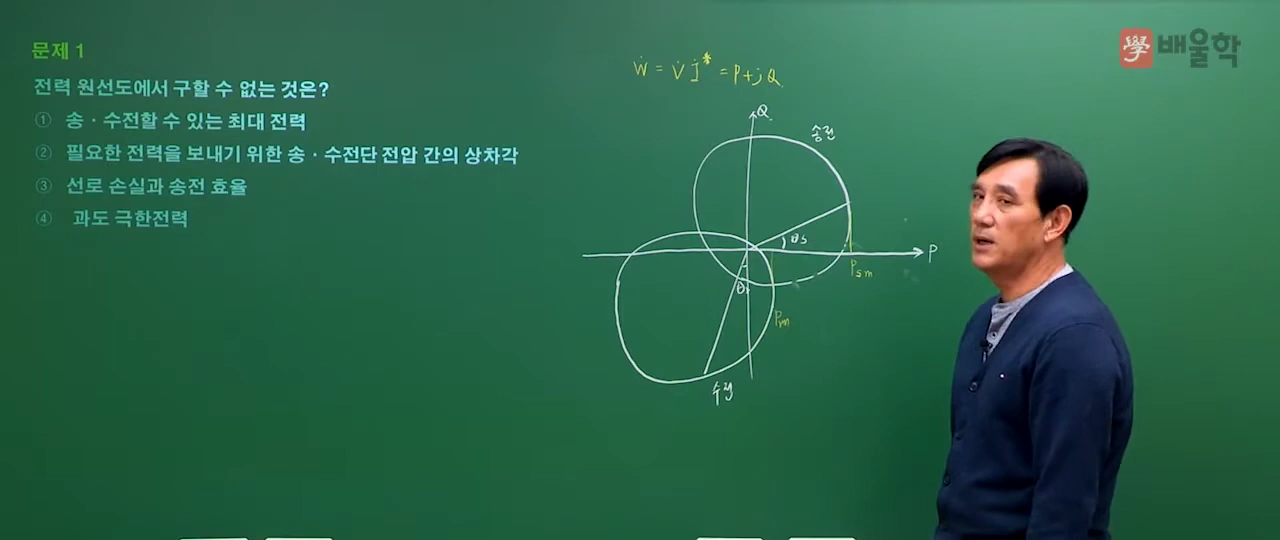 문제 1
전력 원선도에서 구할 수 없는 것은?
① 송 · 수전할 수 있는 최대 전력
② 필요한 전력을 보내기 위한 송 · 수전단 전압 간의 상차각
③ 선로 손실과 송전 효율
④ 과도 극한전력
學 배울학
Ẇ = V̇ İ* = P + jQ
Q
송전
θs
P
Psm
θ
Pm
수전